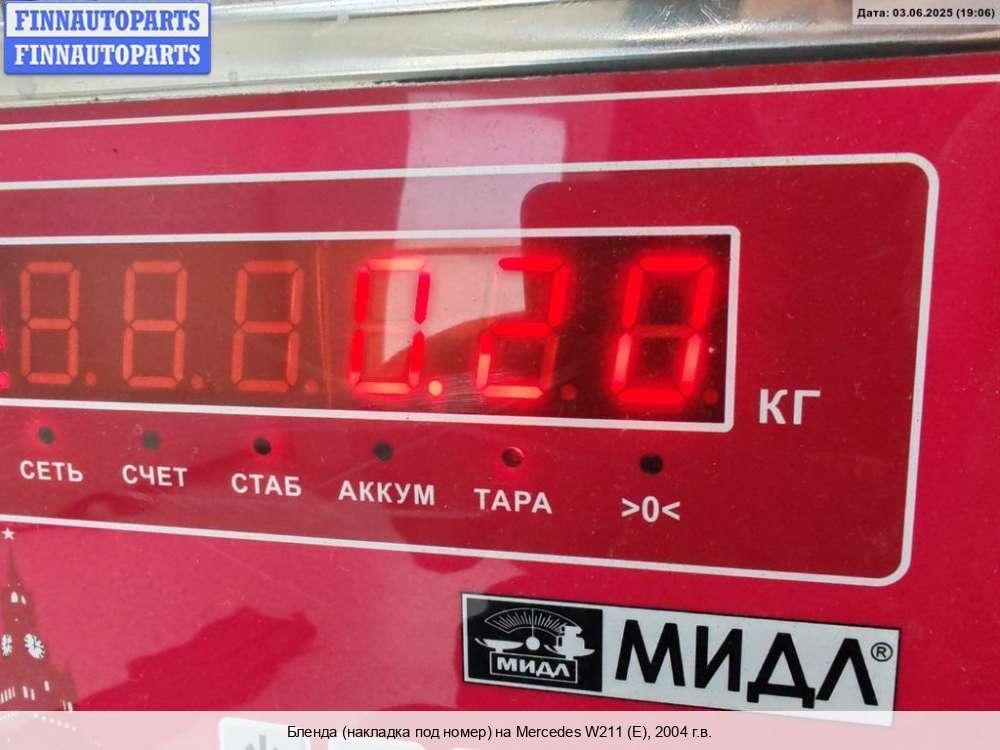 FINNAUTOPARTS
FINNAUTOPARTS
Дата: 03.06.2025 (19:06)
0.20
КГ
СЕТЬ СЧЕТ СТАБ АККУМ ТАРА >0<
МИДЛ МИДЛ®
Бленда (накладка под номер) на Mercedes W211 (E), 2004 г.в.